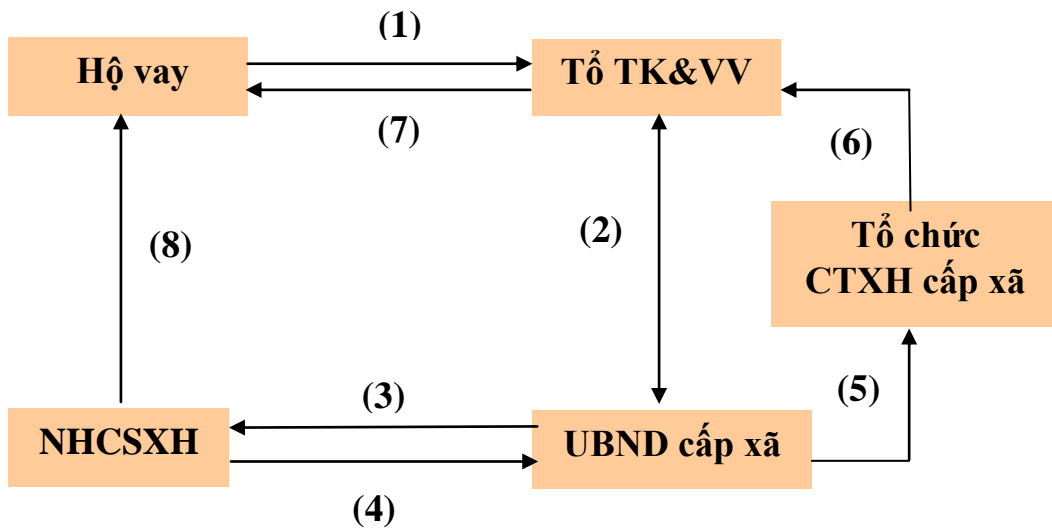 (1)
Hộ vay
Tổ TK&VV
(7)
(6)
(8)
(2)
Tổ chức
CTXH cấp xã
(3)
(5)
NHCSXH
UBND cấp xã
(4)